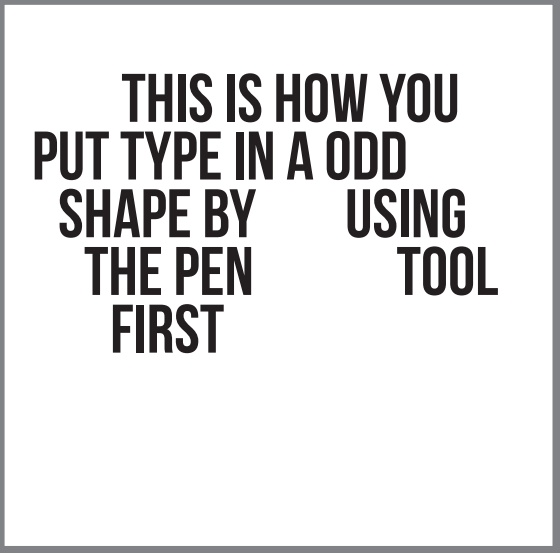 THIS IS HOW YOU
PUT TYPE IN A ODD
SHAPE BY USING
THE PEN TOOL
FIRST